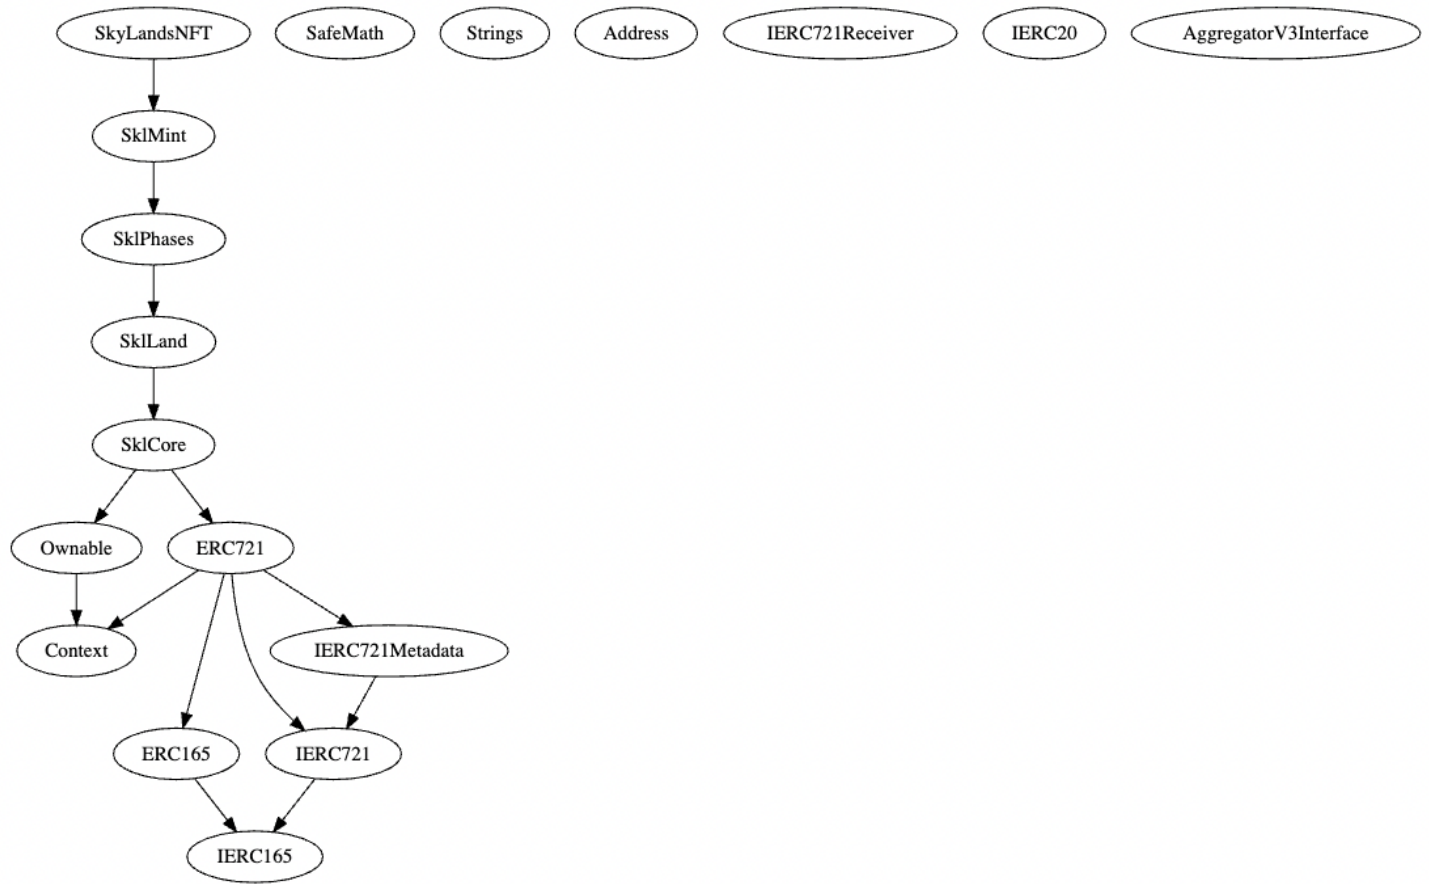 SkyLandsNFT
SafeMath
Strings
Address
IERC721Receiver
IERC20
AggregatorV3Interface
SklMint
SklPhases
SklLand
SklCore
Ownable
ERC721
Context
IERC721Metadata
ERC165
IERC721
IERC165